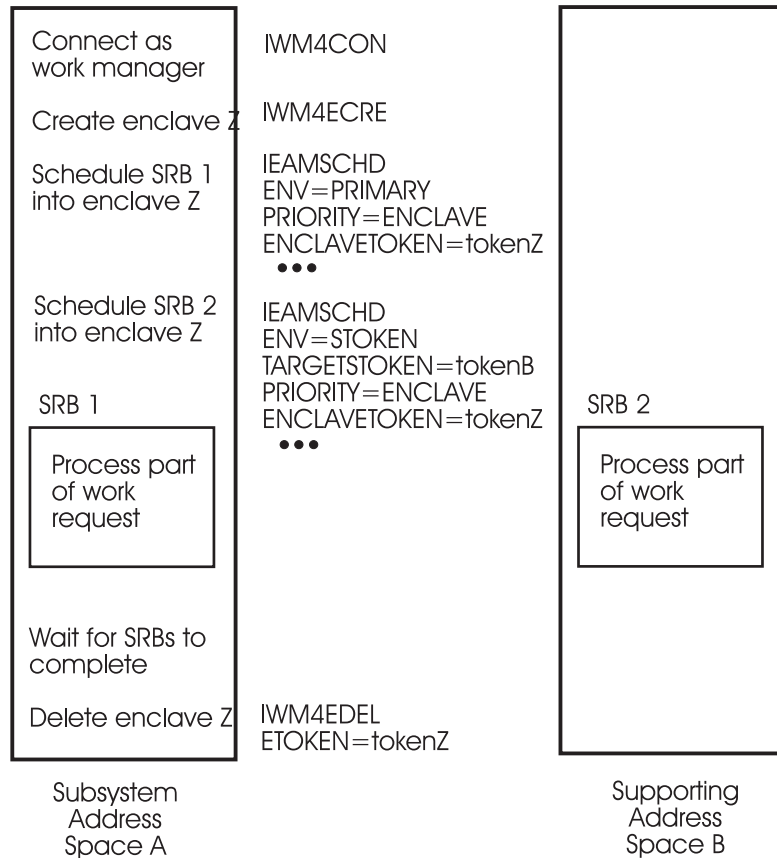 Connect as
work manager
IWM4CON
Create enclave Z
IWM4ECRE
Schedule SRB 1
into enclave Z
IEAMSCHD
ENV=PRIMARY
PRIORITY=ENCLAVE
ENCLAVETOKEN=tokenZ
•••
Schedule SRB 2
into enclave Z
IEAMSCHD
ENV=STOKEN
TARGETSTOKEN=tokenB
PRIORITY=ENCLAVE
ENCLAVETOKEN=tokenZ
•••
SRB 1
Process part
of work
request
SRB 2
Process part
of work
request
Wait for SRBs to
complete
Delete enclave Z
IWM4EDEL
ETOKEN=tokenZ
Subsystem
Address
Space A
Supporting
Address
Space B